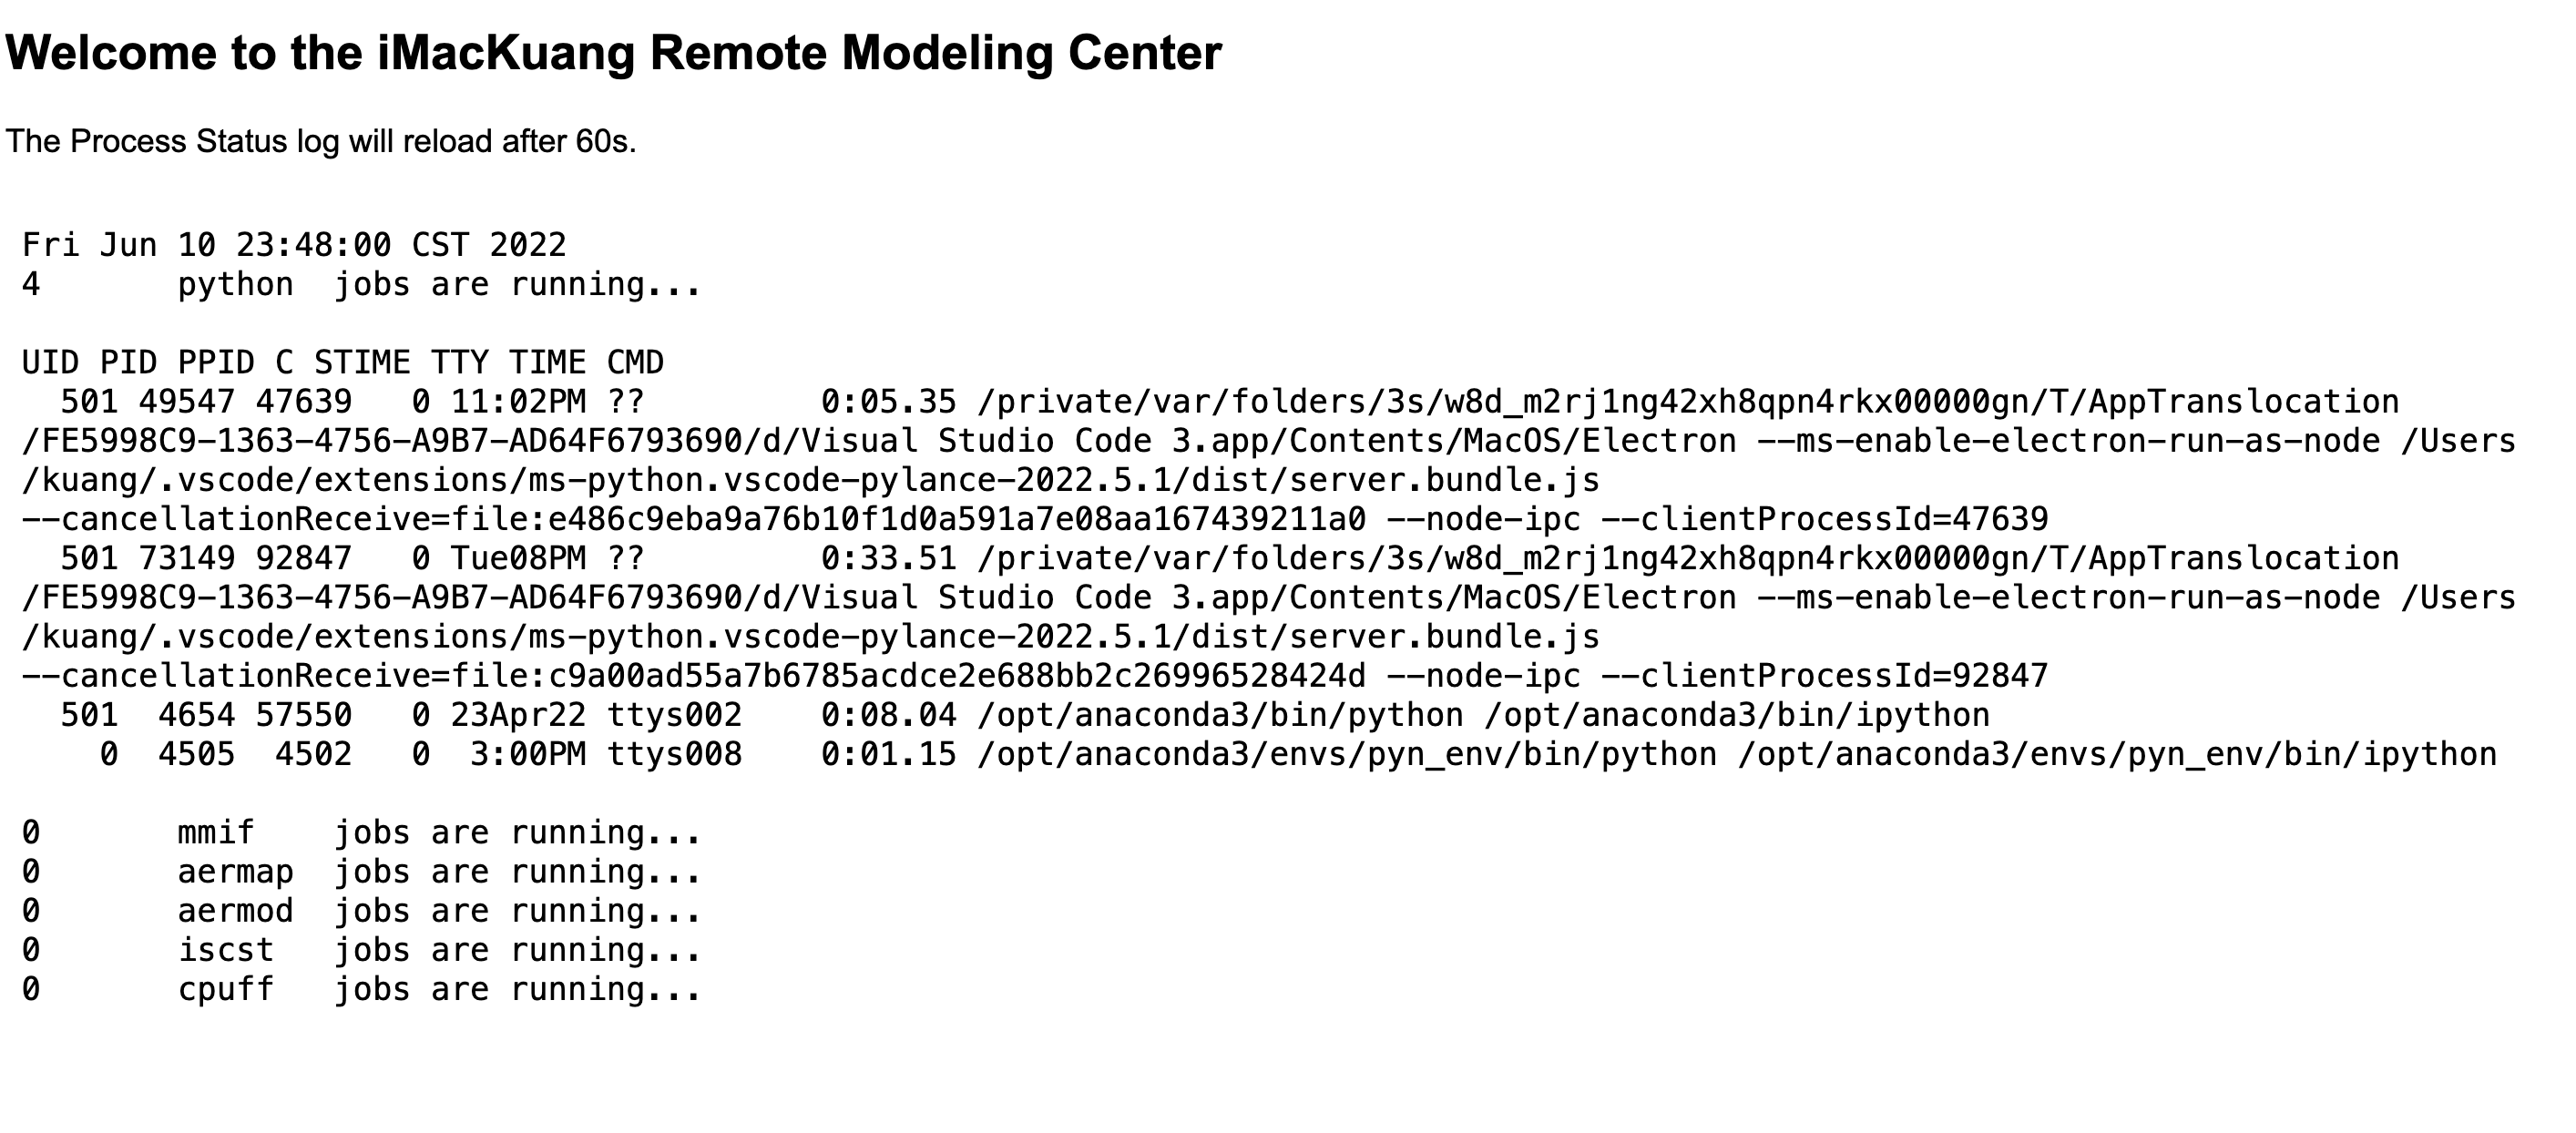 Welcome to the iMacKuang Remote Modeling Center
The Process Status log will reload after 60s.
Fri Jun 10 23:48:00 CST 2022
4       python  jobs are running...
UID PID PPID C STIME TTY TIME CMD
  501 49547 47639   0 11:02PM ??         0:05.35 /private/var/folders/3s/w8d_m2rj1ng42xh8qpn4rkx00000gn/T/AppTranslocation
/FE5998C9-1363-4756-A9B7-AD64F6793690/d/Visual Studio Code 3.app/Contents/MacOS/Electron --ms-enable-electron-run-as-node /Users
/kuang/.vscode/extensions/ms-python.vscode-pylance-2022.5.1/dist/server.bundle.js
--cancellationReceive=file:e486c9eba9a76b10f1d0a591a7e08aa167439211a0 --node-ipc --clientProcessId=47639
  501 73149 92847   0 Tue08PM ??         0:33.51 /private/var/folders/3s/w8d_m2rj1ng42xh8qpn4rkx00000gn/T/AppTranslocation
/FE5998C9-1363-4756-A9B7-AD64F6793690/d/Visual Studio Code 3.app/Contents/MacOS/Electron --ms-enable-electron-run-as-node /Users
/kuang/.vscode/extensions/ms-python.vscode-pylance-2022.5.1/dist/server.bundle.js
--cancellationReceive=file:c9a00ad55a7b6785acdce2e688bb2c26996528424d --node-ipc --clientProcessId=92847
  501  4654 57550   0 23Apr22 ttys002    0:08.04 /opt/anaconda3/bin/python /opt/anaconda3/bin/ipython
    0  4505  4502   0  3:00PM ttys008    0:01.15 /opt/anaconda3/envs/pyn_env/bin/python /opt/anaconda3/envs/pyn_env/bin/ipython
0       mmif    jobs are running...
0       aermap  jobs are running...
0       aermod  jobs are running...
0       iscst   jobs are running...
0       cpuff   jobs are running...